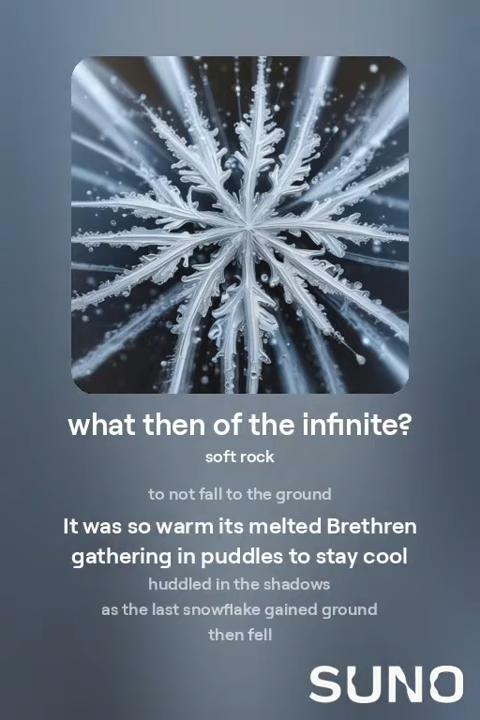 what then of the infinite?
soft rock
to not fall to the ground
It was so warm its melted Brethren
gathering in puddles to stay cool
huddled in the shadows
as the last snowflake gained ground
then fell
SUNO